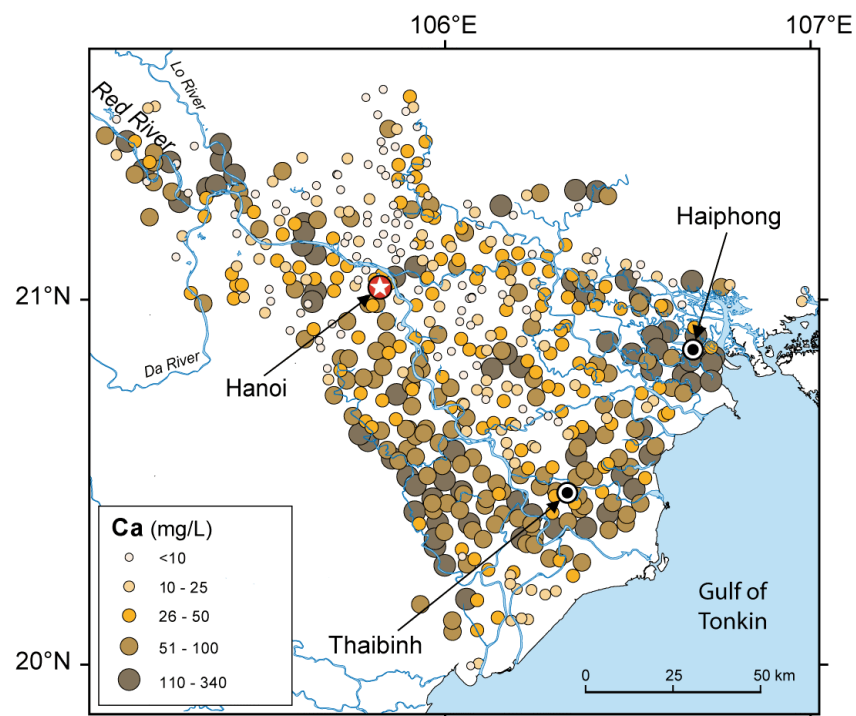 106°E
107°E
Lo River
Red River
Haiphong
21°N
Da River
Hanoi
Ca (mg/L)
<10
10 - 25
26 - 50
51 - 100
110 - 340
Gulf of
Tonkin
Thaibinh
20°N
0 25 50 km